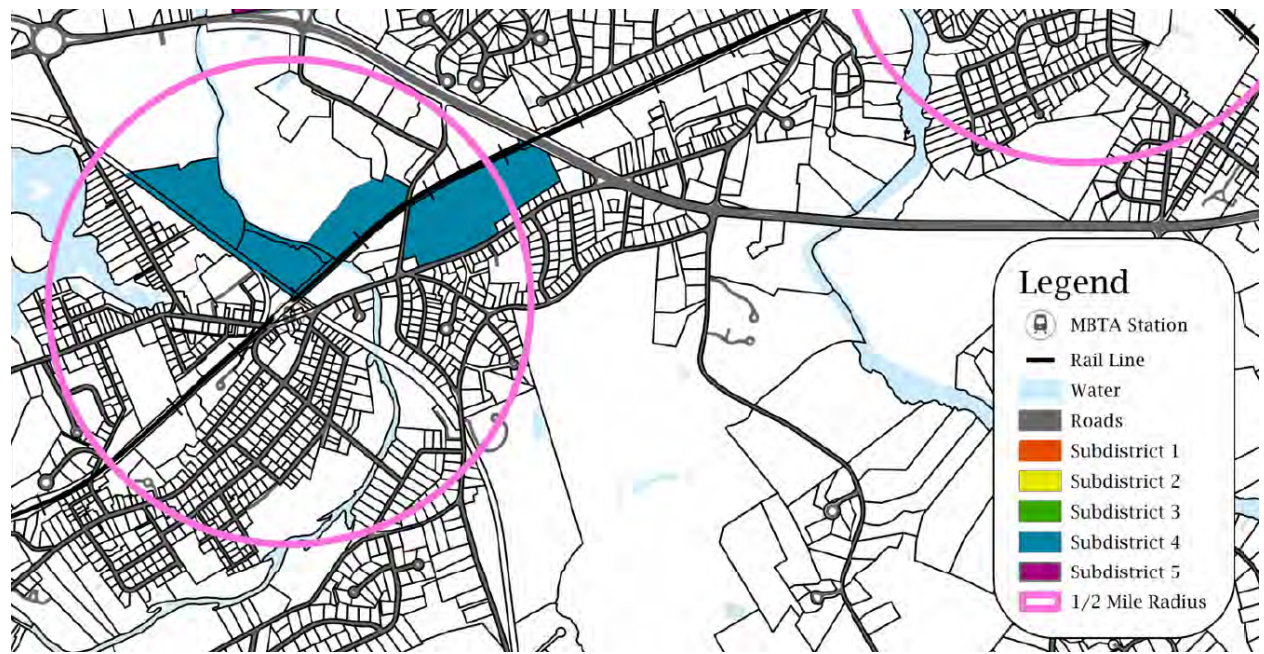 Legend
MBTA Station
Rail Line
Water
Roads
Subdistrict 1
Subdistrict 2
Subdistrict 3
Subdistrict 4
Subdistrict 5
1/2 Mile Radius